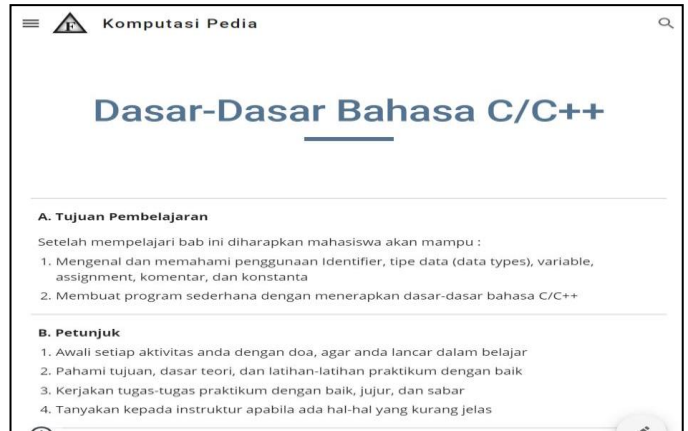 Komputasi Pedia
Dasar-Dasar Bahasa C/C++
A. Tujuan Pembelajaran
Setelah mempelajari bab ini diharapkan mahasiswa akan mampu :
1. Mengenal dan memahami penggunaan Identifier, tipe data (data types), variable,
assignment, komentar, dan konstanta
2. Membuat program sederhana dengan menerapkan dasar-dasar bahasa C/C++
B. Petunjuk
1. Awali setiap aktivitas anda dengan doa, agar anda lancar dalam belajar
2. Pahami tujuan, dasar teori, dan latihan-latihan praktikum dengan baik
3. Kerjakan tugas-tugas praktikum dengan baik, jujur, dan sabar
4. Tanyakan kepada instruktur apabila ada hal-hal yang kurang jelas